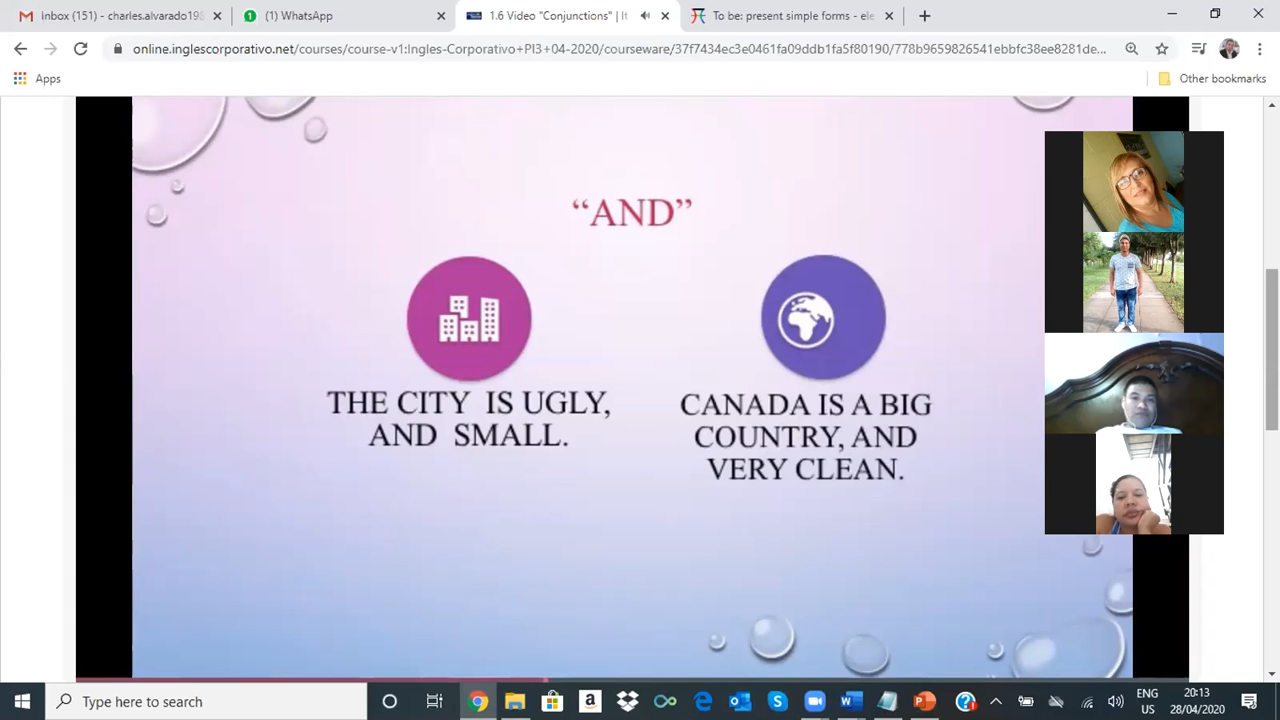 Inbox (151) - charles.alvarado198
(1) WhatsApp
1.6 Video "Conjunctions" | It
To be: present simple forms - ele
online.inglescorporativo.net/courses/course-v1:Ingles-Corporativo+PI3+04-2020/courseware/37f7434ec3e0461fa09ddb1fa5f80190/778b9659826541ebbfc38ee8281de...
Apps
Other bookmarks
“AND”
THE CITY IS UGLY,
AND SMALL.
CANADA IS A BIG
COUNTRY, AND
VERY CLEAN.
Type here to search
ENG
US
20:13
28/04/2020